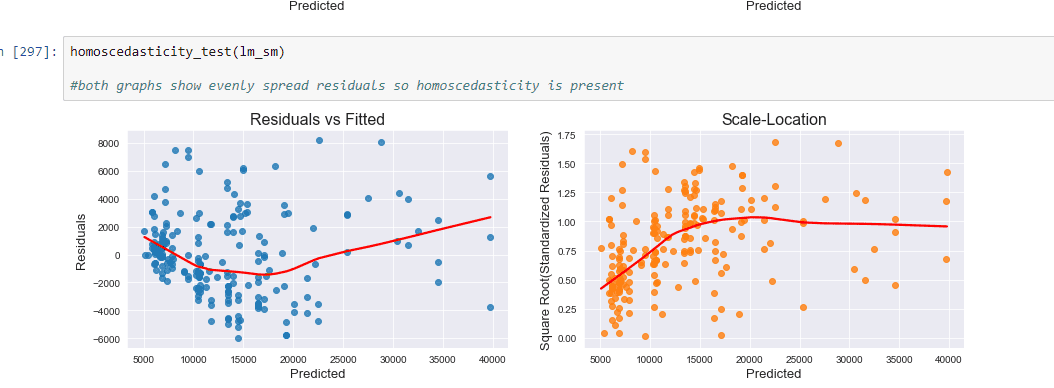 Predicted Predicted
n [297]: homoscedasticity_test(lm_sm)
#both graphs show evenly spread residuals so homoscedasticity is present
Residuals vs Fitted
8000
6000
4000
2000
0
−2000
−4000
−6000
Residuals
5000 10000 15000 20000 25000 30000 35000 40000
Predicted
Scale-Location
1.75
1.50
1.25
1.00
0.75
0.50
0.25
0.00
Square Root(Standardized Residuals)
5000 10000 15000 20000 25000 30000 35000 40000
Predicted